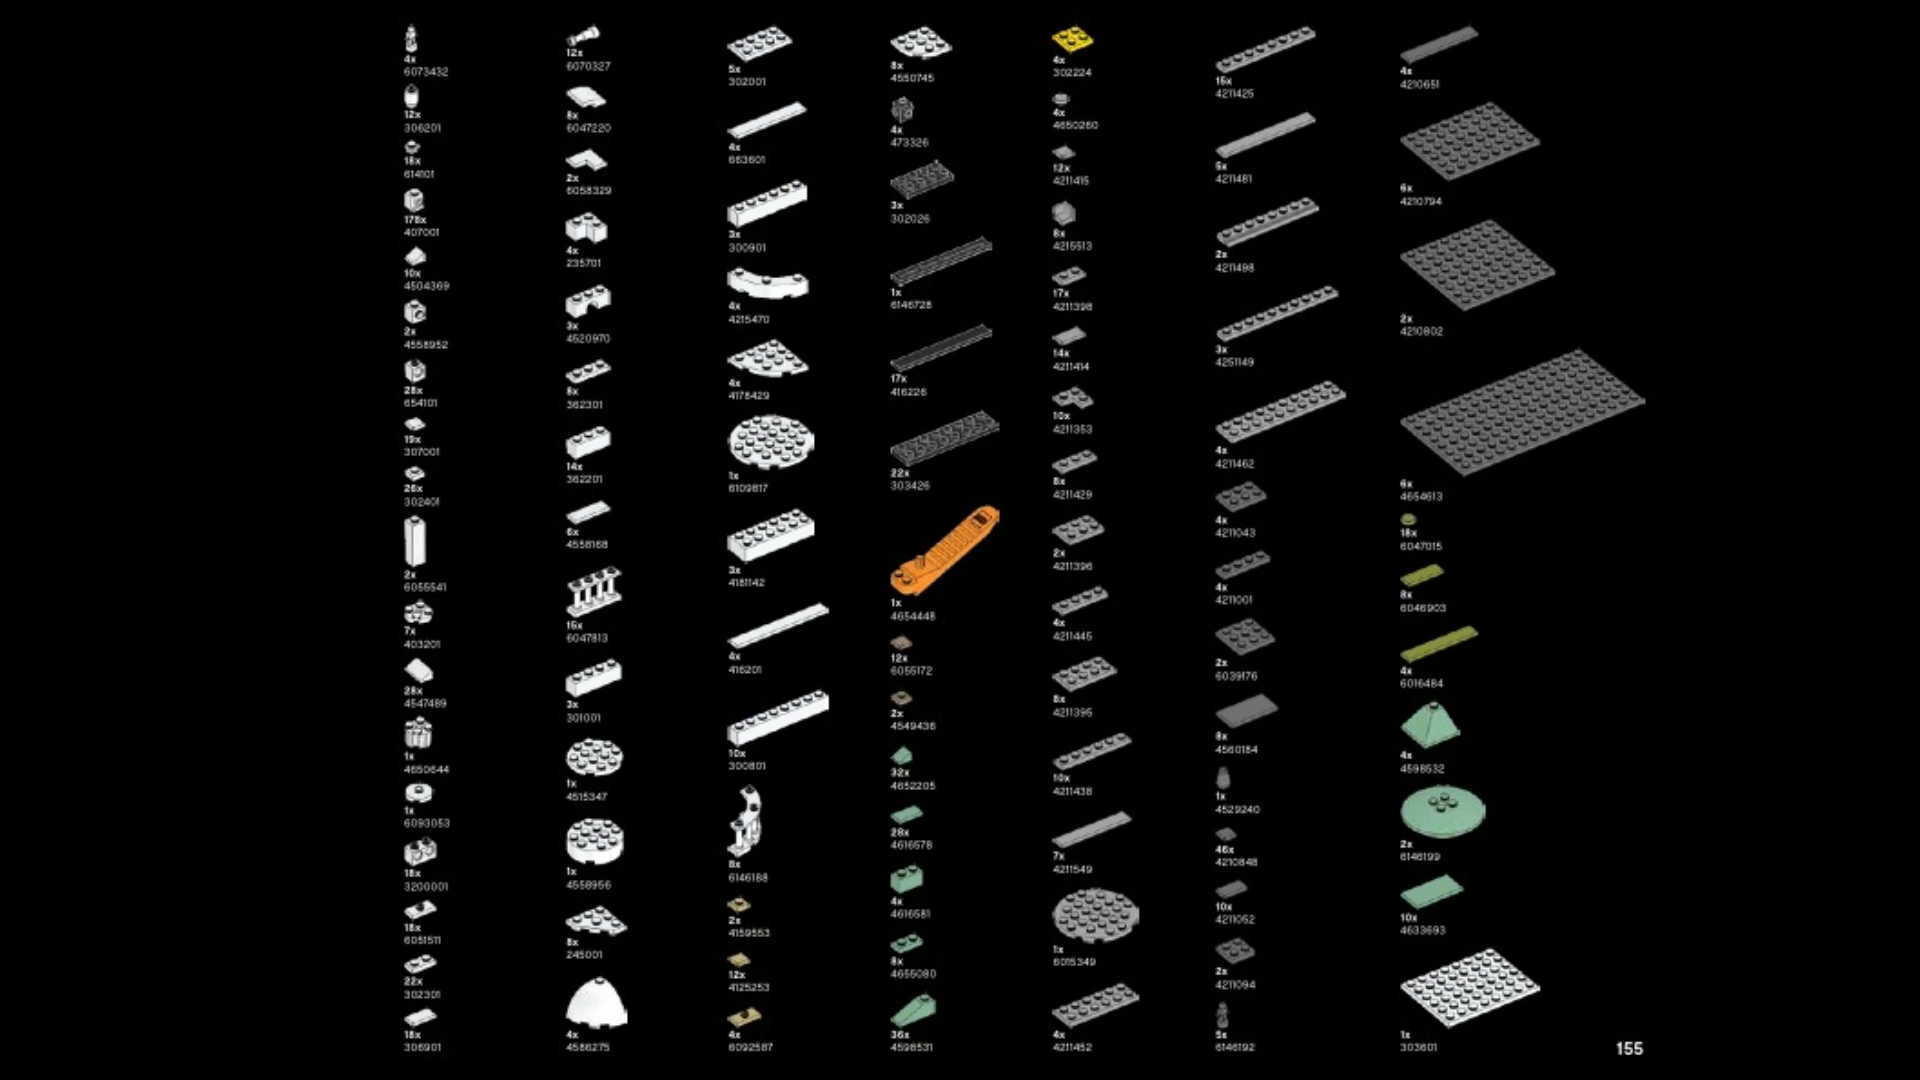 4x
6073432
12x
306201
18x
614101
178x
407001
10x
4504369
2x
4558952
28x
654101
19x
307001
26x
302401
2x
6055541
7x
403201
28x
4547489
1x
4650644
1x
6093053
18x
3200001
18x
6051511
22x
302301
18x
306901
12x
6070327
8x
6047220
2x
6058329
4x
235701
3x
4520970
8x
362301
14x
362201
6x
4558168
15x
6047813
3x
301001
1x
4515347
1x
4558956
8x
245001
4x
4586275
5x
302001
4x
663601
3x
300901
4x
4215470
4x
4178429
1x
6109817
3x
4181142
4x
416201
10x
300801
8x
6146188
2x
4159553
12x
4125253
4x
6092587
8x
4550745
4x
473326
3x
302026
1x
6146728
17x
416226
22x
303426
1x
4654448
12x
6055172
2x
4549436
32x
4652205
28x
4616578
4x
4616581
8x
4655080
36x
4598531
4x
302224
4x
4650260
12x
4211415
8x
4215513
17x
4211398
14x
4211414
10x
4211353
8x
4211429
2x
4211396
4x
4211445
8x
4211395
10x
4211438
7x
4211549
1x
6015349
4x
4211452
15x
4211425
5x
4211481
2x
4211498
3x
4251149
4x
4211462
4x
4211043
4x
4211001
2x
6039176
8x
4560184
1x
4529240
46x
4210848
10x
4211052
2x
4211094
5x
6146192
4x
4210651
6x
4210794
2x
4210802
6x
4654613
18x
6047015
8x
6046903
4x
6016484
4x
4598532
2x
6146199
10x
4633693
1x
303601
155